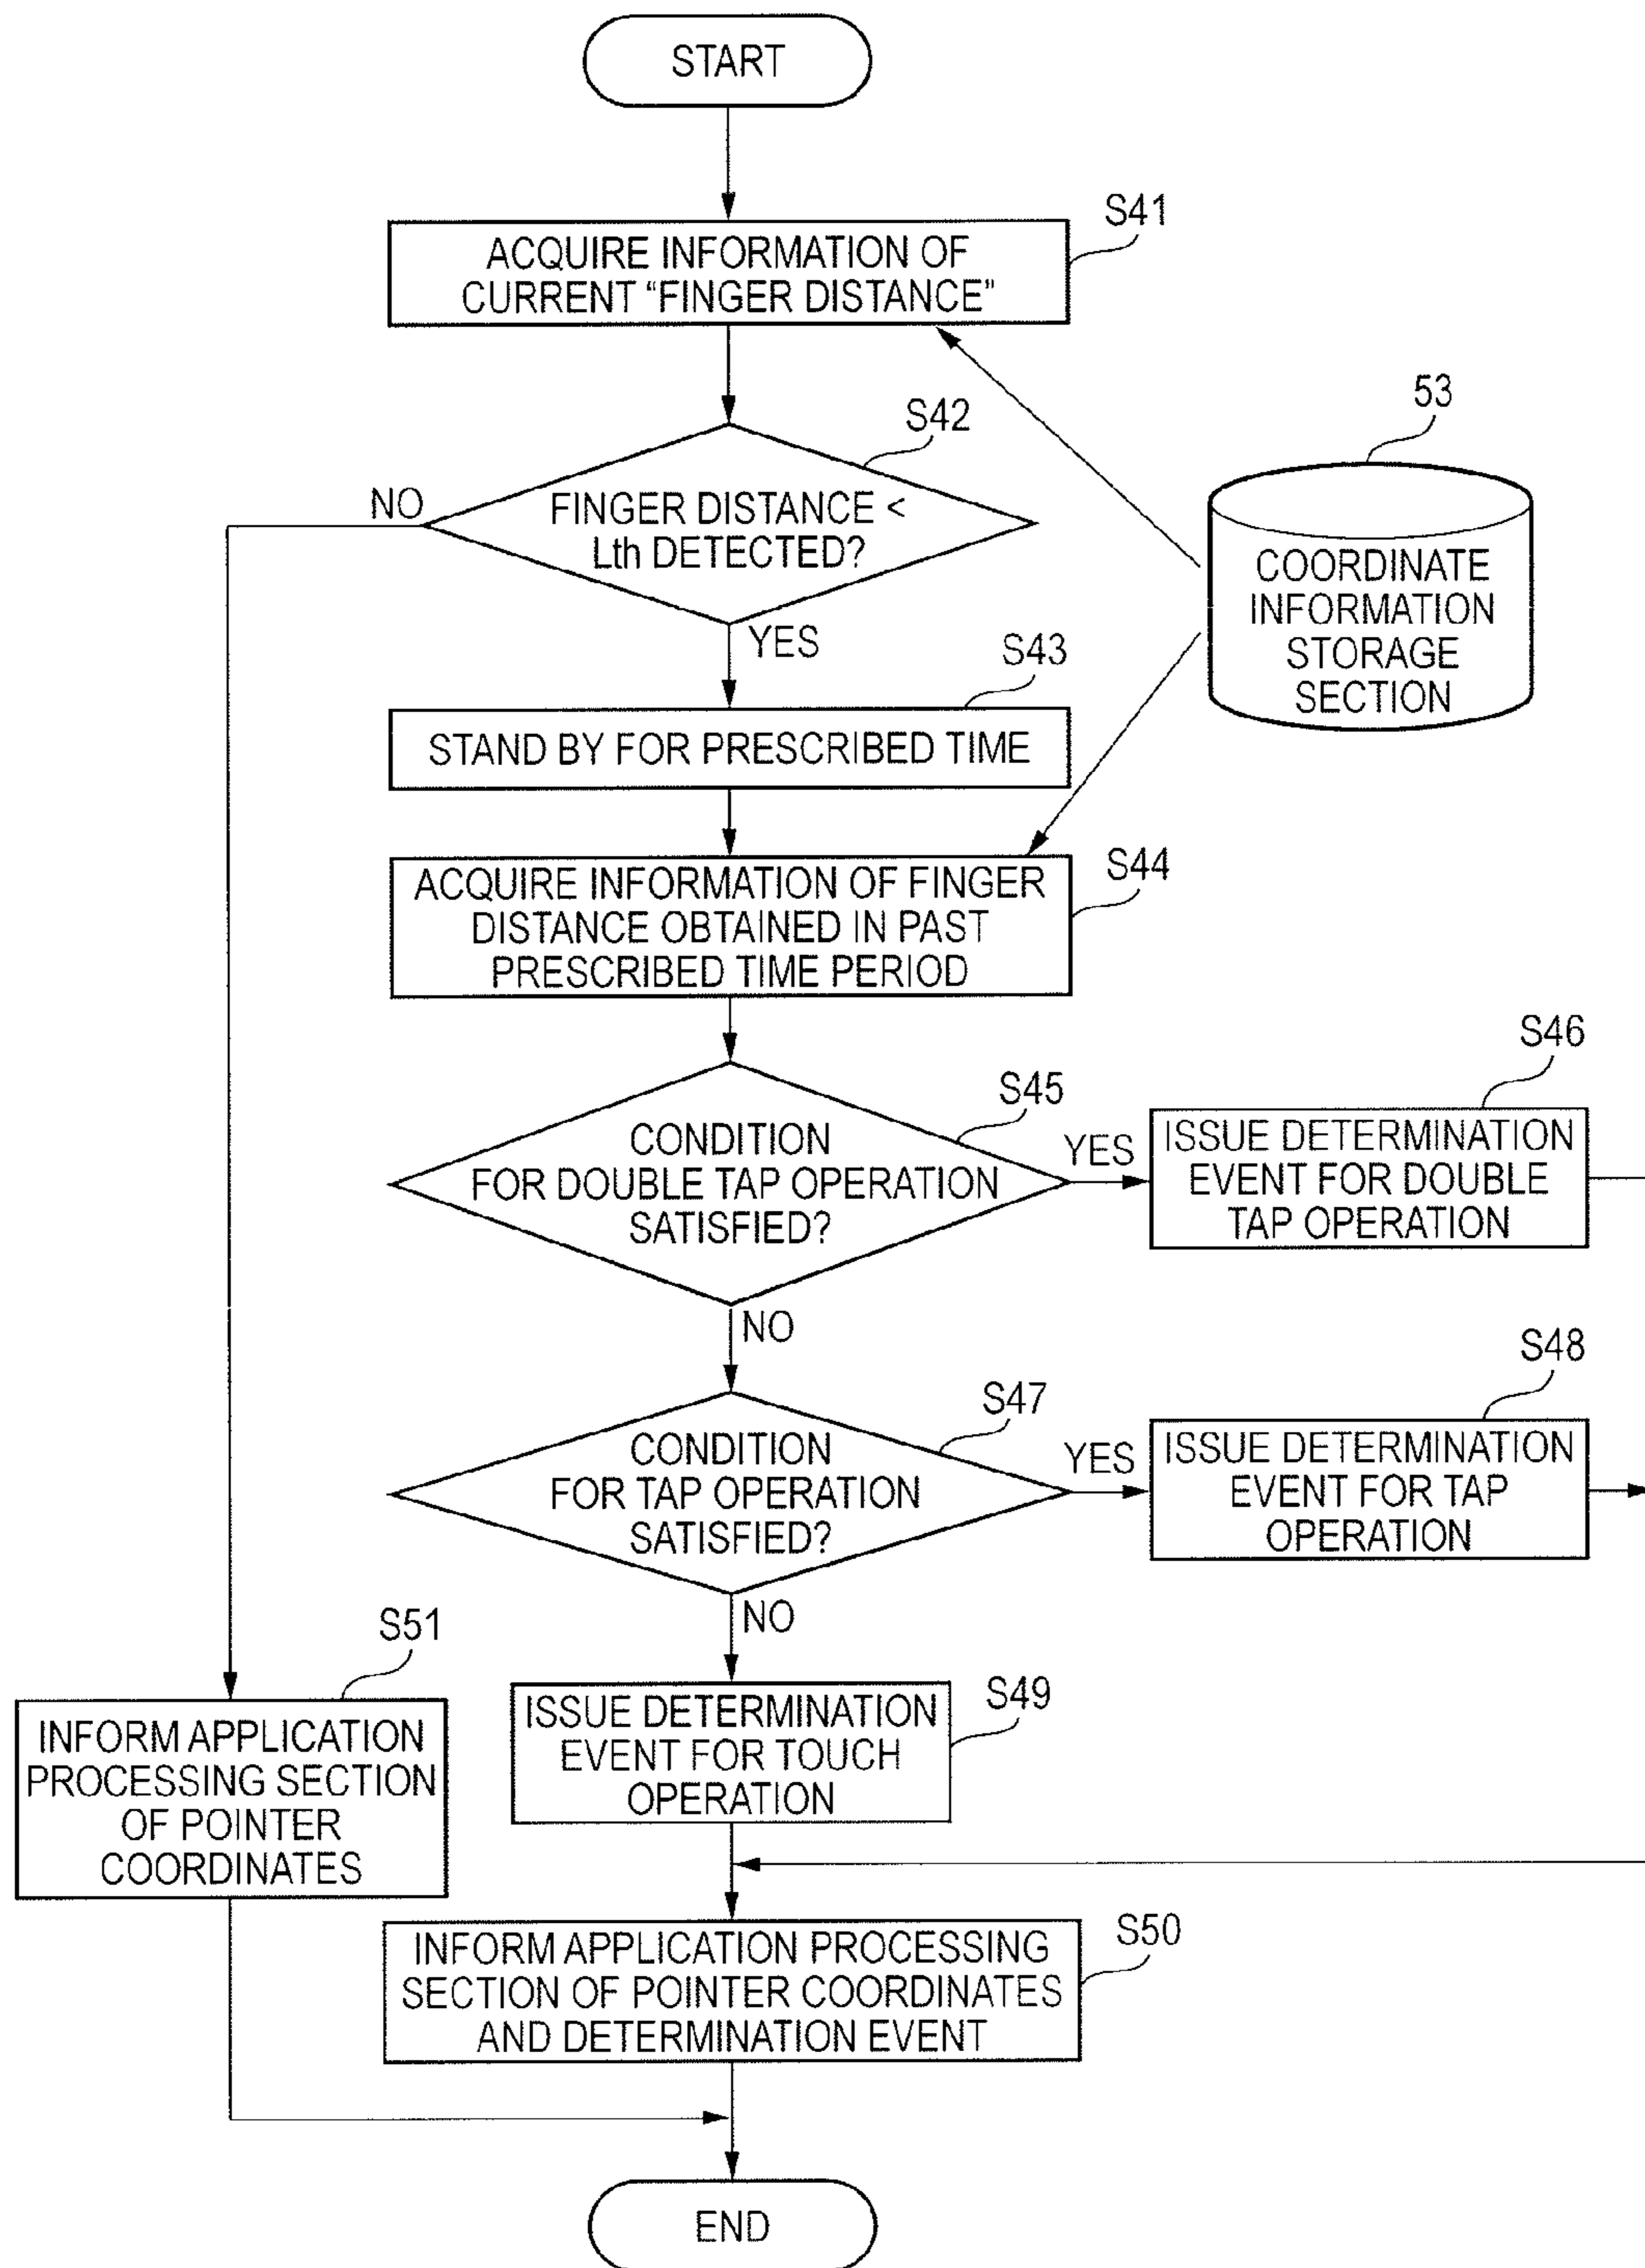 START
S41
ACQUIRE INFORMATION OF
CURRENT “FINGER DISTANCE”
S42
53
NO
FINGER DISTANCE <
Lth DETECTED?
YES
COORDINATE
INFORMATION
STORAGE
SECTION
S43
STAND BY FOR PRESCRIBED TIME
S44
ACQUIRE INFORMATION OF FINGER
DISTANCE OBTAINED IN PAST
PRESCRIBED TIME PERIOD
S45
CONDITION
FOR DOUBLE TAP OPERATION
SATISFIED?
YES
S46
ISSUE DETERMINATION
EVENT FOR DOUBLE
TAP OPERATION
NO
S47
CONDITION
FOR TAP OPERATION
SATISFIED?
YES
S48
ISSUE DETERMINATION
EVENT FOR TAP
OPERATION
NO
S51
INFORM APPLICATION
PROCESSING SECTION
OF POINTER
COORDINATES
S49
ISSUE DETERMINATION
EVENT FOR TOUCH
OPERATION
S50
INFORM APPLICATION PROCESSING
SECTION OF POINTER COORDINATES
AND DETERMINATION EVENT
END